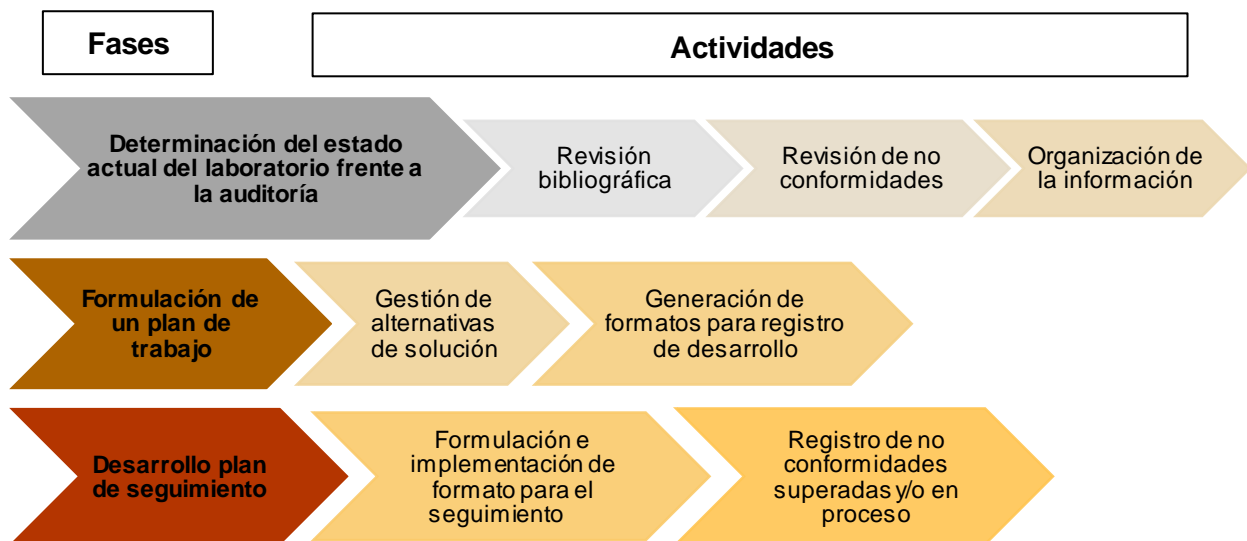 Fases
Actividades
Determinación del estado
actual del laboratorio frente a
la auditoría
Revisión
bibliográfica
Revisión de no
conformidades
Organización de
la información
Formulación de
un plan de
trabajo
Gestión de
alternativas
de solución
Generación de
formatos para registro
de desarrollo
Desarrollo plan
de seguimiento
Formulación e
implementación de
formato para el
seguimiento
Registro de no
conformidades
superadas y/o en
proceso